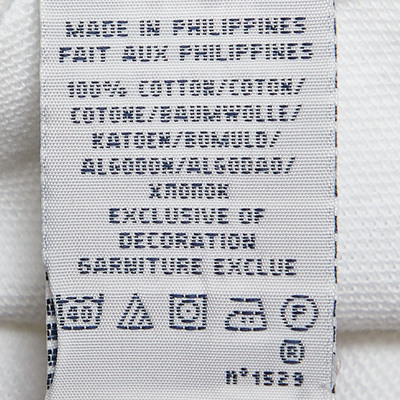 MADE IN PHILIPPINES
FAIT AUX PHILIPPINES
100% COTTON/COTON/
COTONE/BAUMWOLLE/
KATOEN/BOMULD/
ALGODON/ALGODAO/
ХЛОПОК
EXCLUSIVE OF
DECORATION
GARNITURE EXCLUE
40 P
®
n°1529